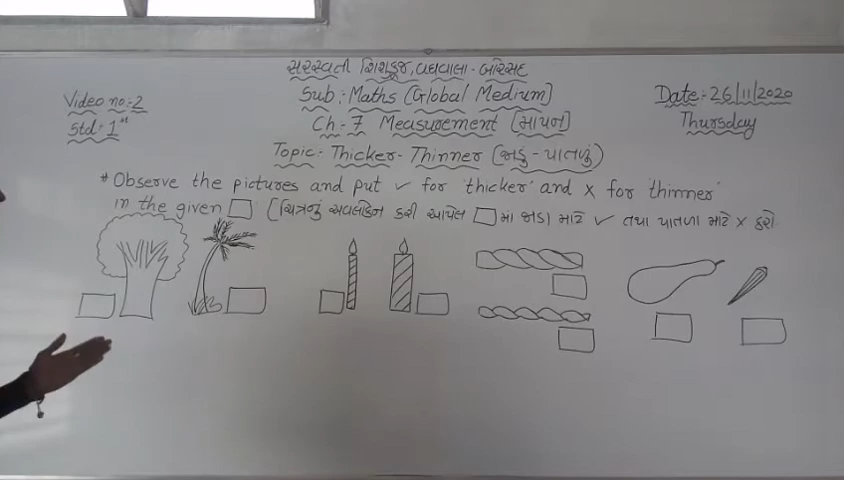 સરસ્વતી શિશુકુંજ, વઘવાલા - બોરસદ
Video no:-2
Sub:- Maths (Global Medium)
Date:- 26/11/2020
Std:- 1st
Ch:- 7 Measurement (માપન)
Thursday
Topic:- Thicker - Thinner (જાડું - પાતળું)
* Observe the pictures and put ✓ for 'thicker' and x for 'thinner'
in the given □ (ચિત્રનું અવલોકન કરી આપેલ □ માં જાડા માટે ✓ તથા પાતળા માટે x કરો